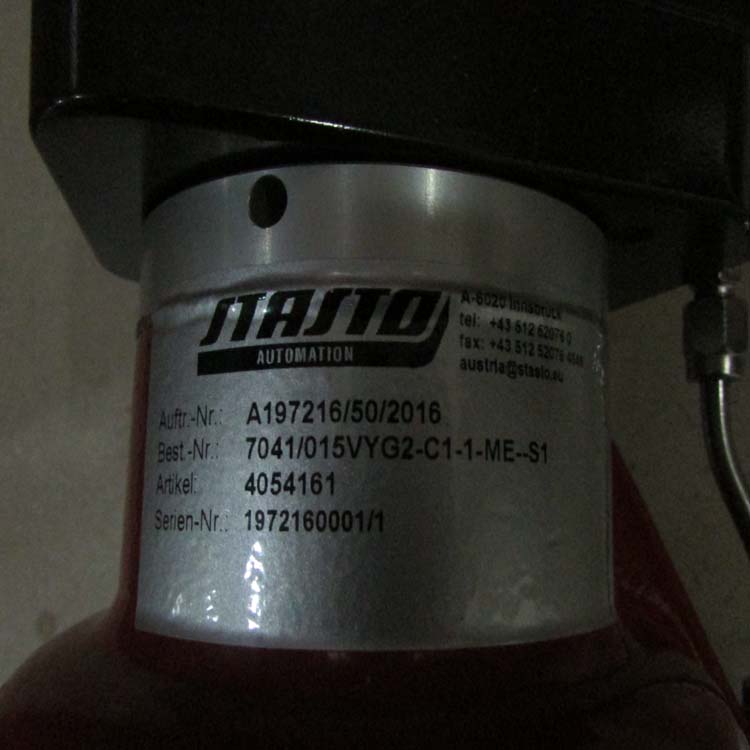 STASTO
AUTOMATION
A-6020 Innsbruck
tel: +43 512 52076 0
fax: +43 512 52076 4646
austria@stasto.eu
Auftr.-Nr.: A197216/50/2016
Best.-Nr.: 7041/015VYG2-C1-1-ME--S1
Artikel: 4054161
Serien-Nr.: 1972160001/1